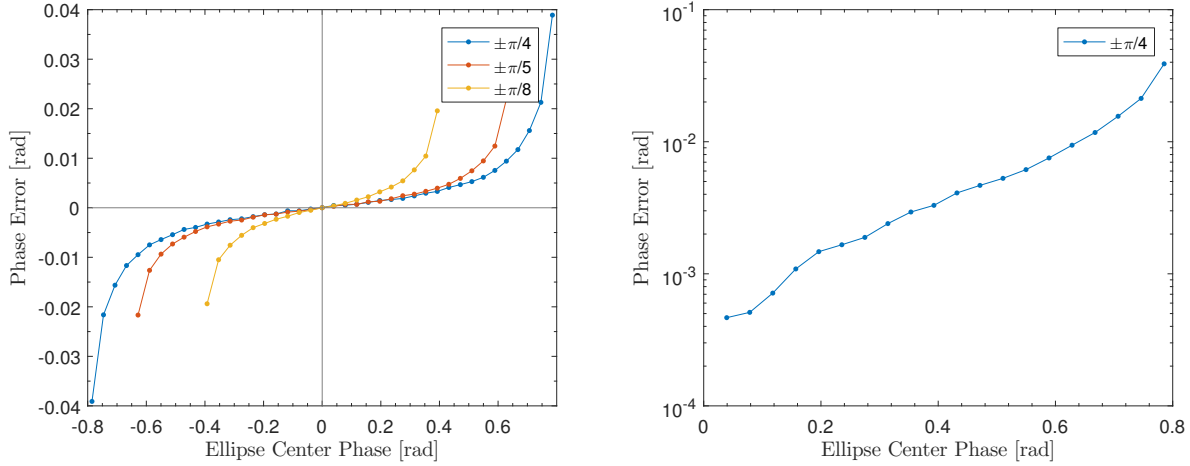 0.04
0.03
0.02
0.01
0
-0.01
-0.02
-0.03
-0.04
-0.8 -0.6 -0.4 -0.2 0 0.2 0.4 0.6
Phase Error [rad]
Ellipse Center Phase [rad]
±π/4
±π/5
±π/8
10-1
10-2
10-3
10-4
0 0.2 0.4 0.6 0.8
Phase Error [rad]
Ellipse Center Phase [rad]
±π/4